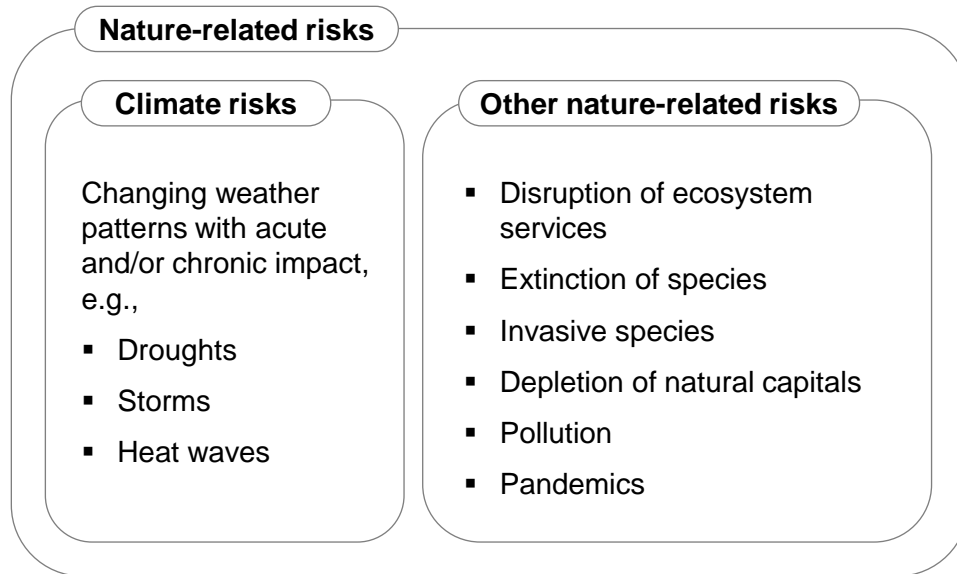 Nature-related risks
Climate risks
Changing weather
patterns with acute
and/or chronic impact,
e.g.,
▪ Droughts
▪ Storms
▪ Heat waves
Other nature-related risks
▪ Disruption of ecosystem
services
▪ Extinction of species
▪ Invasive species
▪ Depletion of natural capitals
▪ Pollution
▪ Pandemics